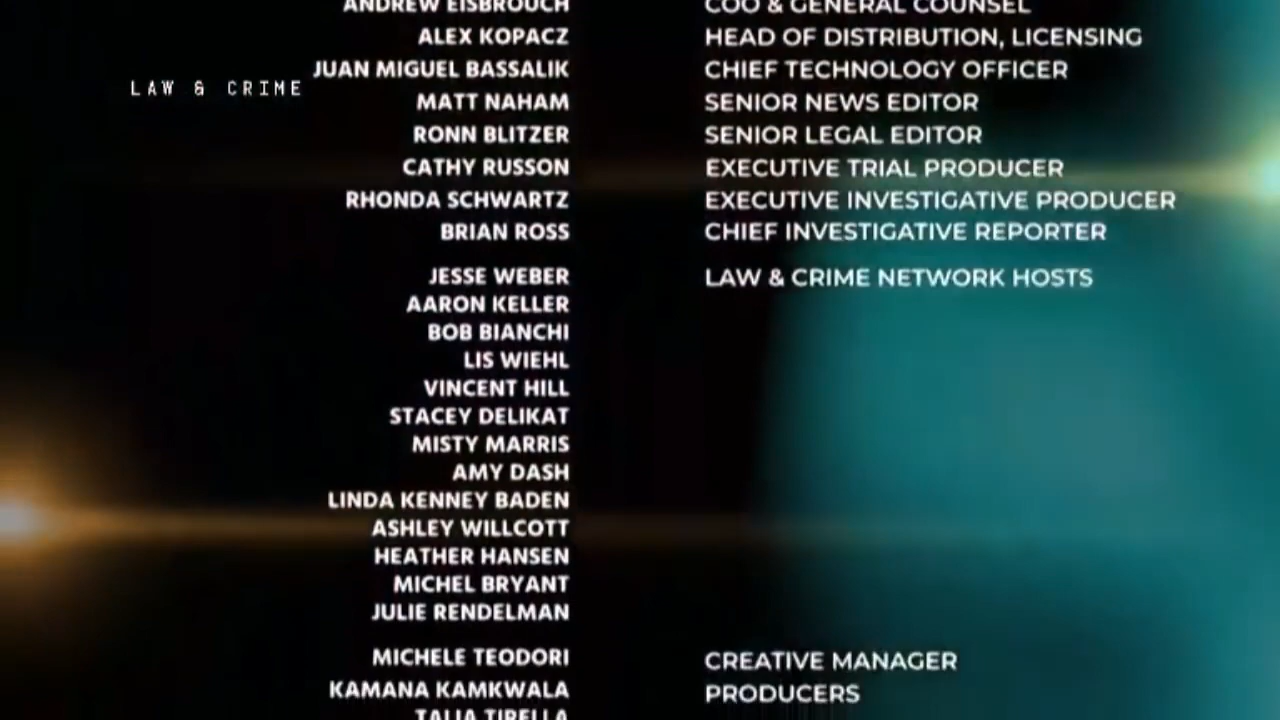 ANDREW EISBROUCH COO & GENERAL COUNSEL
ALEX KOPACZ HEAD OF DISTRIBUTION, LICENSING
JUAN MIGUEL BASSALIK CHIEF TECHNOLOGY OFFICER
LAW & CRIME
MATT NAHAM SENIOR NEWS EDITOR
RONN BLITZER SENIOR LEGAL EDITOR
CATHY RUSSON EXECUTIVE TRIAL PRODUCER
RHONDA SCHWARTZ EXECUTIVE INVESTIGATIVE PRODUCER
BRIAN ROSS CHIEF INVESTIGATIVE REPORTER
JESSE WEBER LAW & CRIME NETWORK HOSTS
AARON KELLER
BOB BIANCHI
LIS WIEHL
VINCENT HILL
STACEY DELIKAT
MISTY MARRIS
AMY DASH
LINDA KENNEY BADEN
ASHLEY WILLCOTT
HEATHER HANSEN
MICHEL BRYANT
JULIE RENDELMAN
MICHELE TEODORI CREATIVE MANAGER
KAMANA KAMKWALA PRODUCERS
TALIA TIRELLA